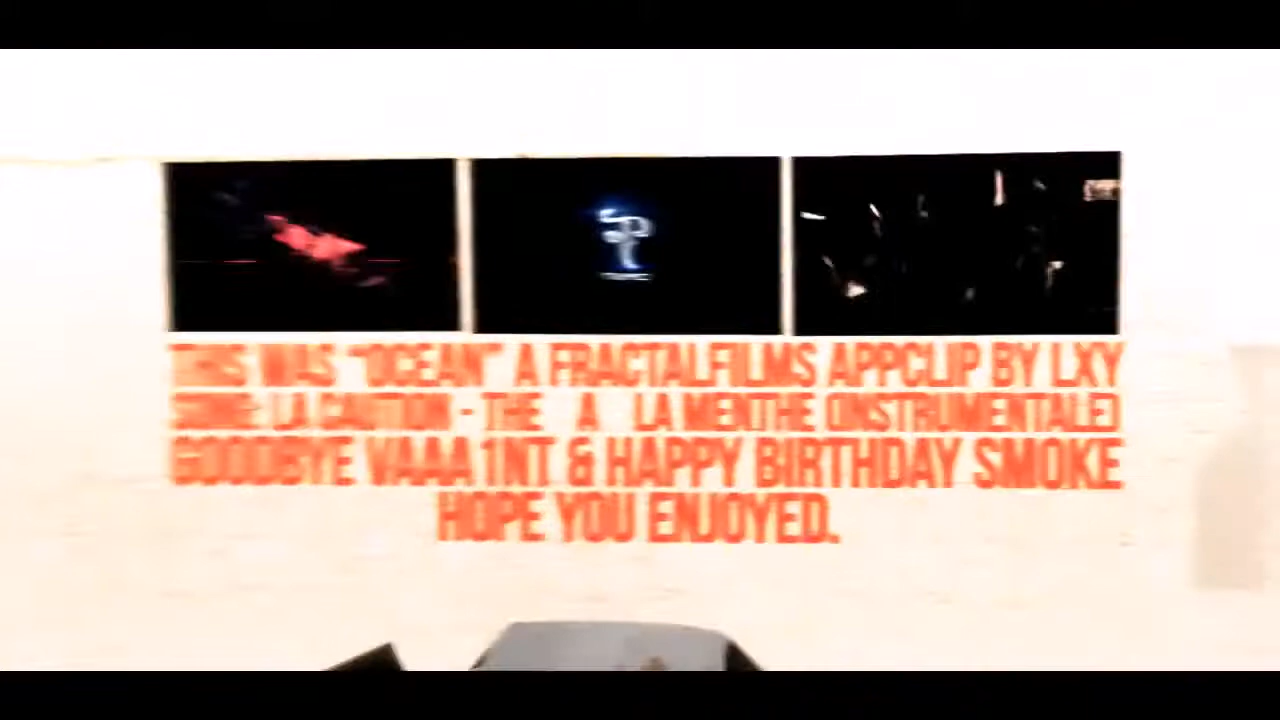 THIS WAS "OCEAN" A FRACTALFILMS APPCLIP BY LXY
SONG: LA CAUTION - THE A LA MENTHE (INSTRUMENTALE)
GOODBYE VAAA1NT & HAPPY BIRTHDAY SMOKE
HOPE YOU ENJOYED.